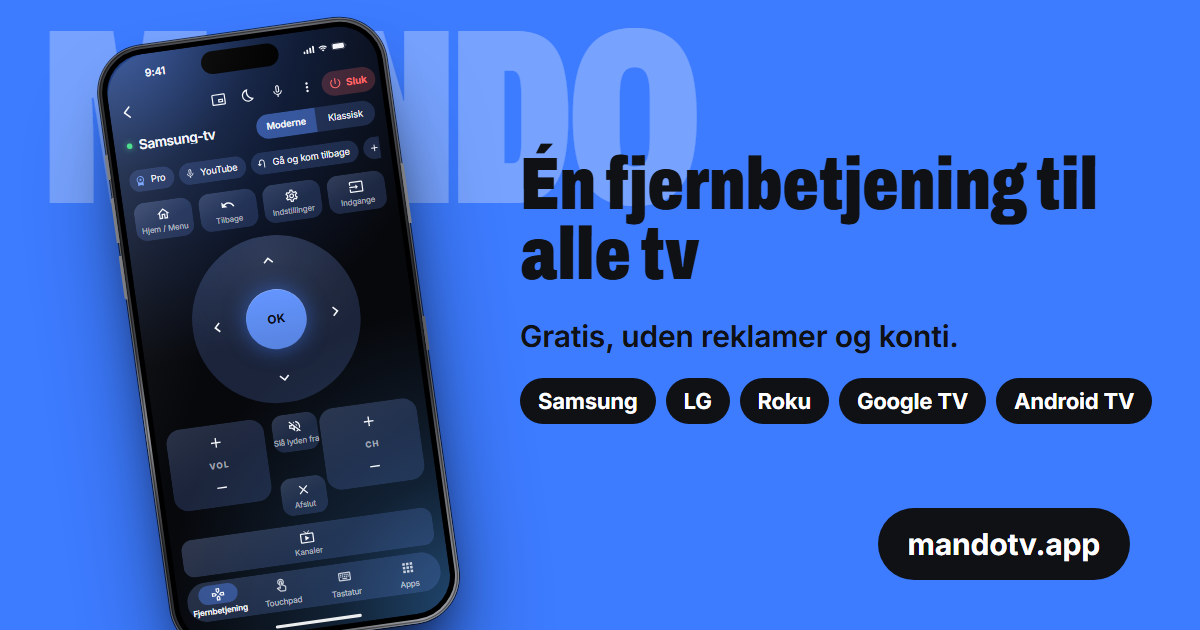 MANDO
9:41
Sluk
Samsung-tv
Moderne
Klassisk
Pro
YouTube
Gå og kom tilbage
+
Hjem / Menu
Tilbage
Indstillinger
Indgange
OK
+
VOL
−
Slå lyden fra
+
CH
−
Afslut
Kanaler
Fjernbetjening
Touchpad
Tastatur
Apps
Én fjernbetjening til
alle tv
Gratis, uden reklamer og konti.
Samsung
LG
Roku
Google TV
Android TV
mandotv.app